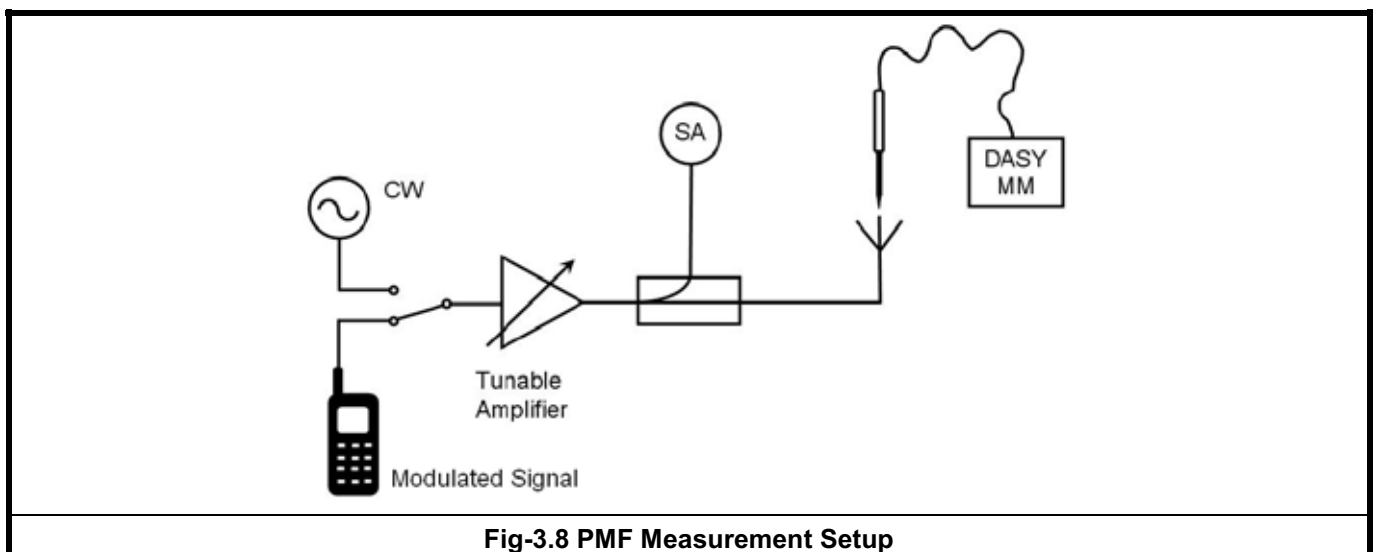 SA
DASY
MM
CW
Tunable
Amplifier
Modulated Signal
Fig-3.8 PMF Measurement Setup